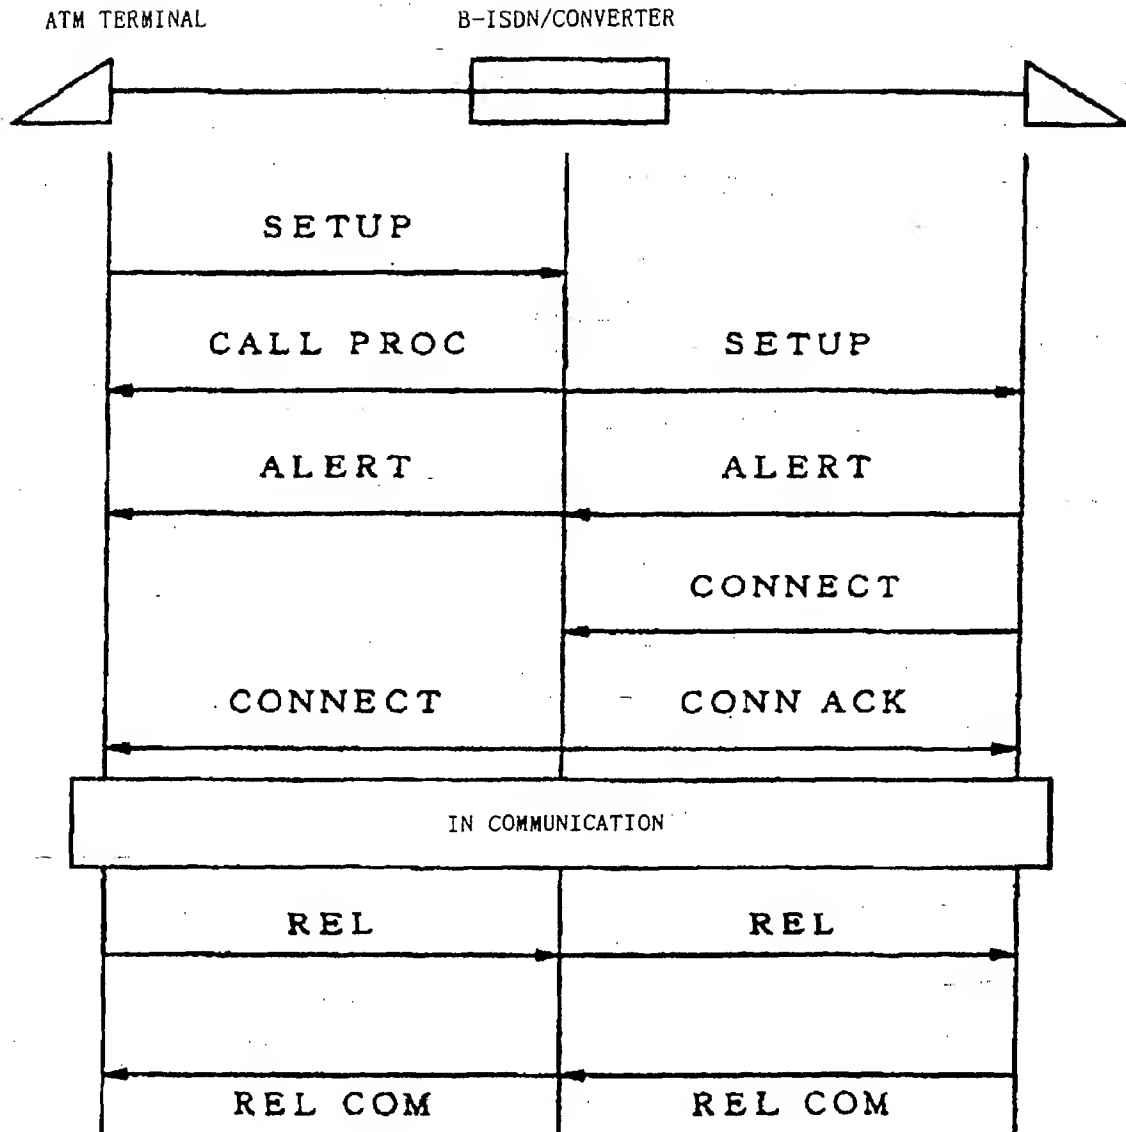 ATM TERMINAL B-ISDN/CONVERTER
SETUP
CALL PROC SETUP
ALERT ALERT
CONNECT
CONNECT CONN ACK
IN COMMUNICATION
REL REL
REL COM REL COM